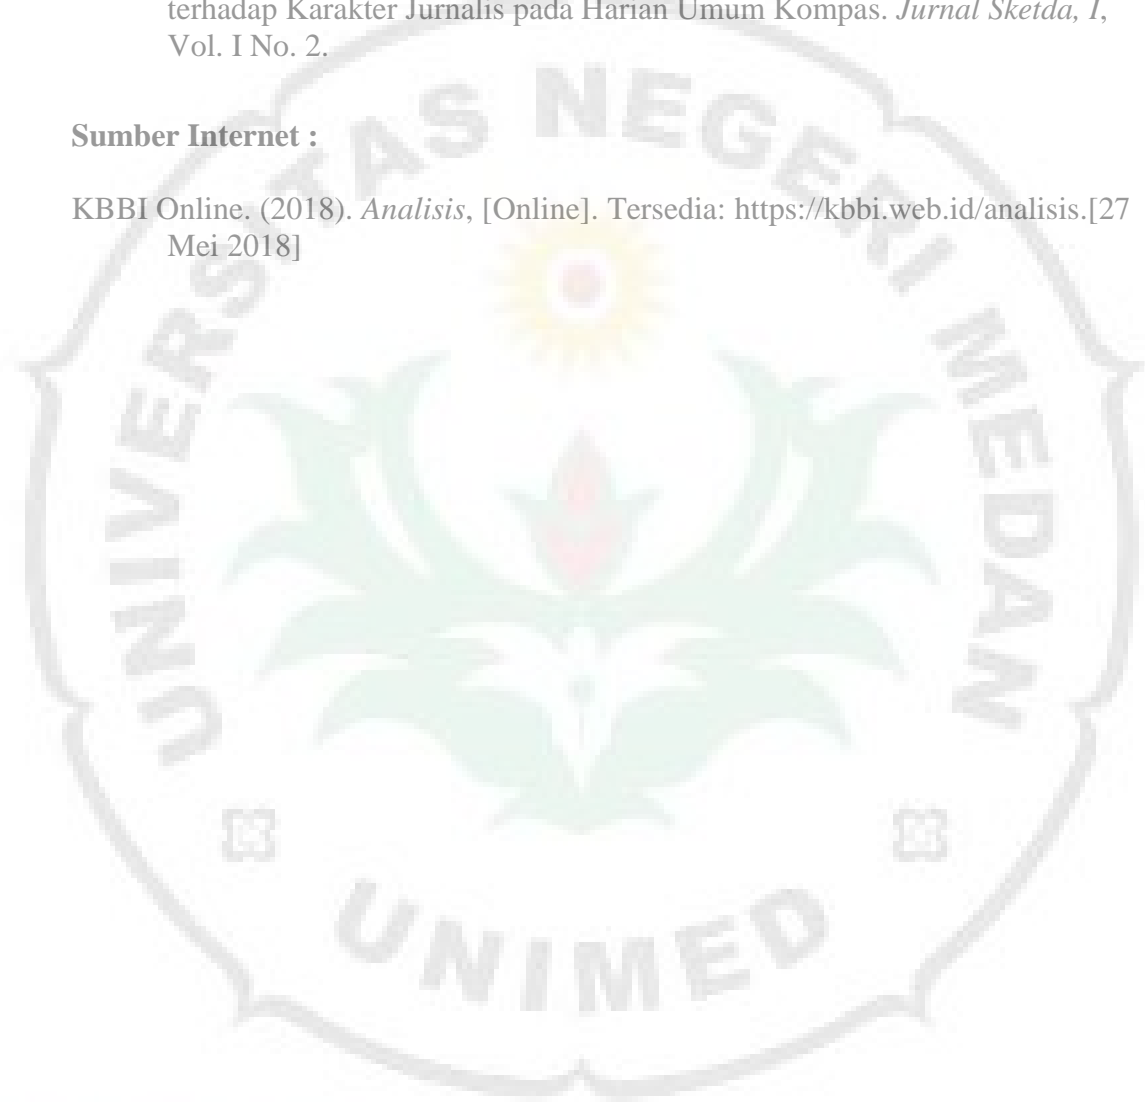 terhadap Karakter Jurnalis pada Harian Umum Kompas. Jurnal Sketda, I,
Vol. I No. 2.
Sumber Internet :
KBBI Online. (2018). Analisis, [Online]. Tersedia: https://kbbi.web.id/analisis.[27
Mei 2018]
UNIVERSITAS NEGERI MEDAN
UNIMED